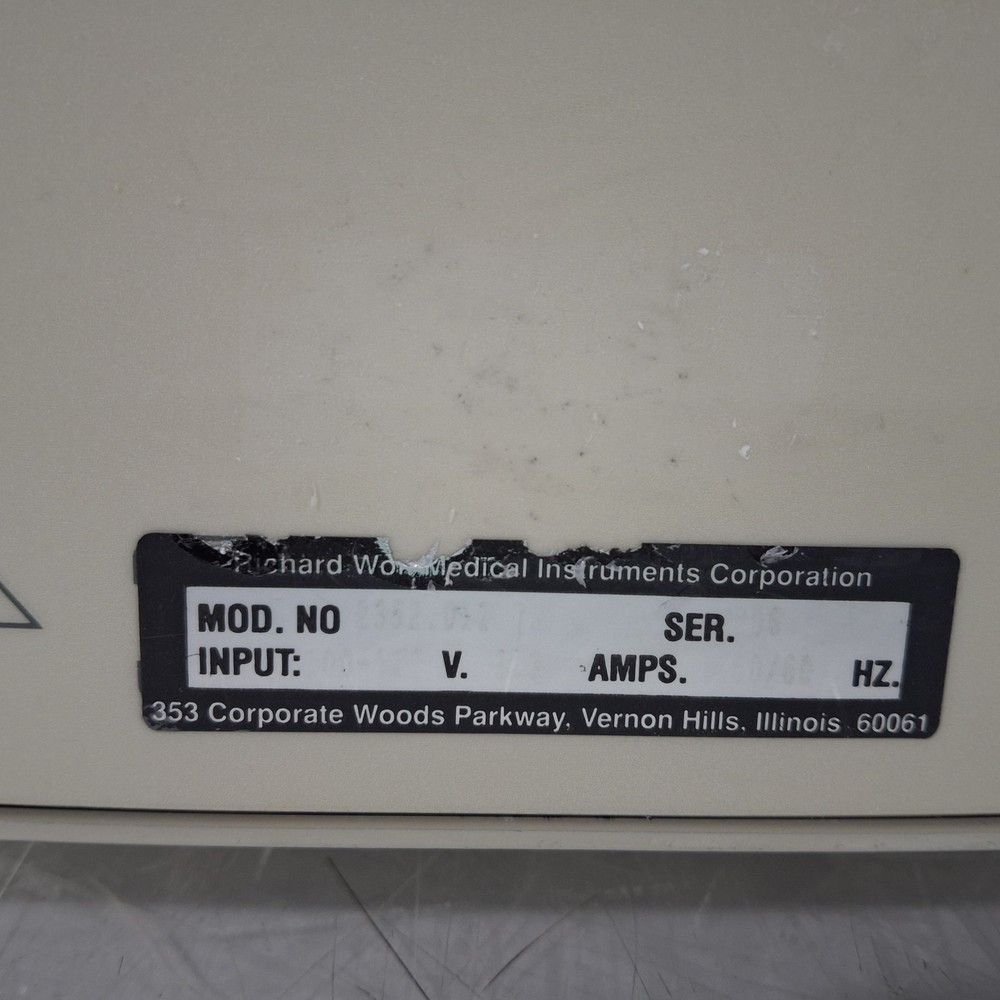 Richard Wolf Medical Instruments Corporation
MOD. NO SER.
INPUT: V. AMPS. HZ.
353 Corporate Woods Parkway, Vernon Hills, Illinois 60061